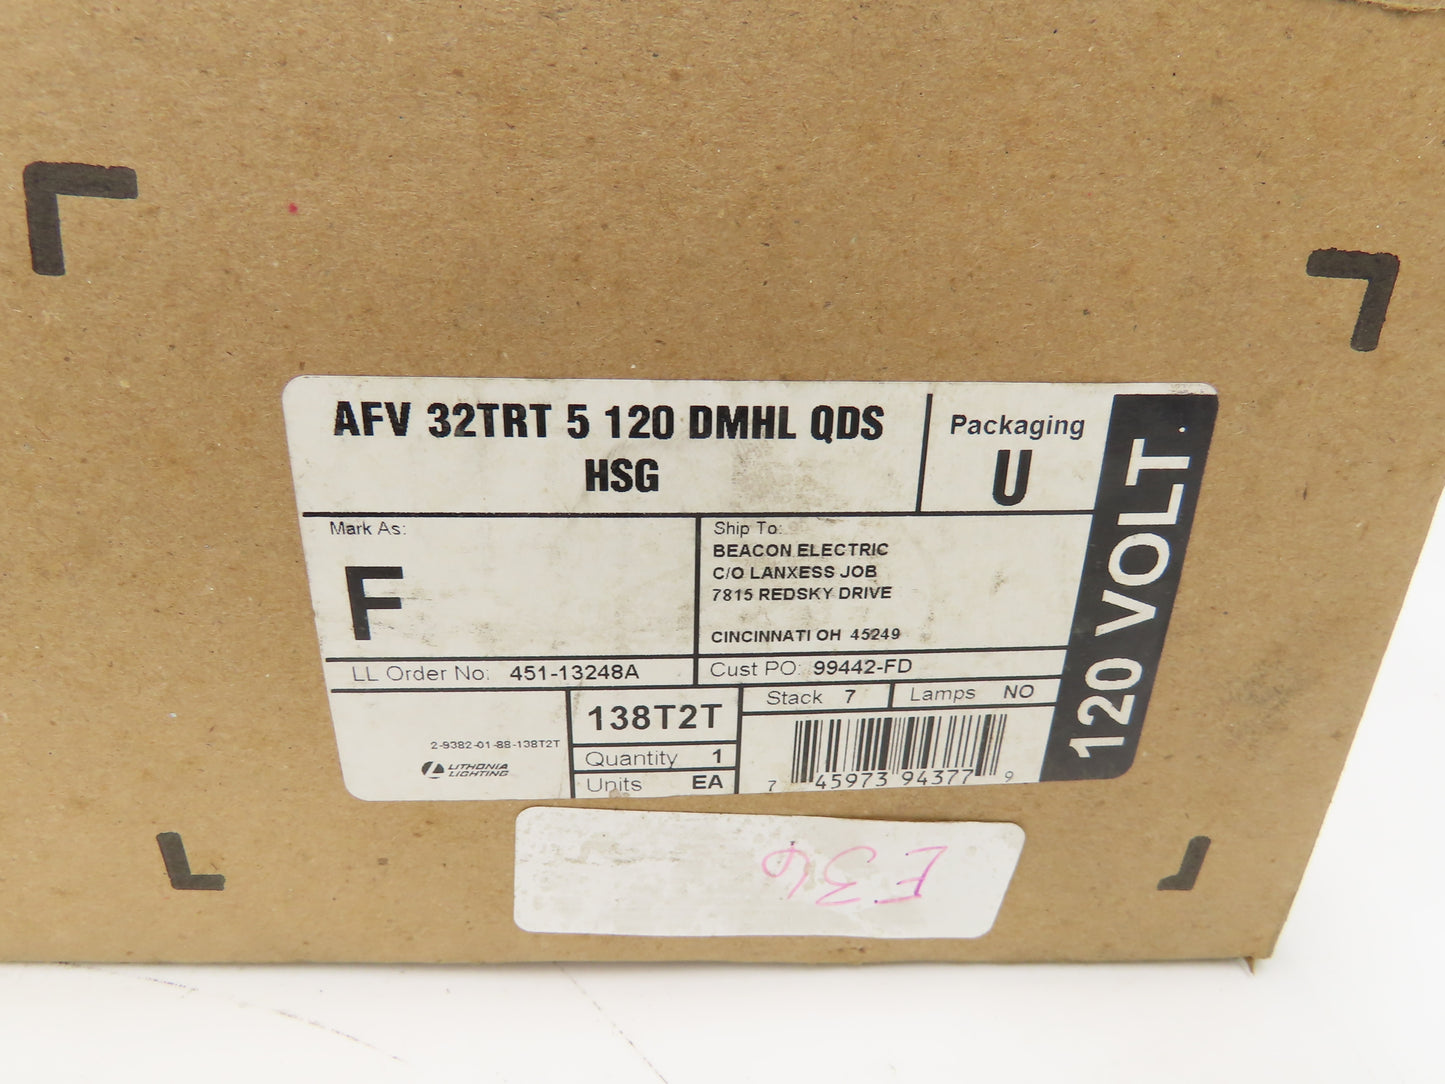 AFV 32TRT 5 120 DMHL QDS
HSG
Packaging
U
120 VOLT.
Mark As:
F
Ship To:
BEACON ELECTRIC
C/O LANXESS JOB
7815 REDSKY DRIVE
CINCINNATI OH 45249
LL Order No: 451-13248A
Cust PO: 99442-FD
2-9382-01-88-138T2T
LITHONIA
LIGHTING
138T2T
Quantity 1
Units EA
Stack 7
Lamps NO
7 45973 94377 9
E36